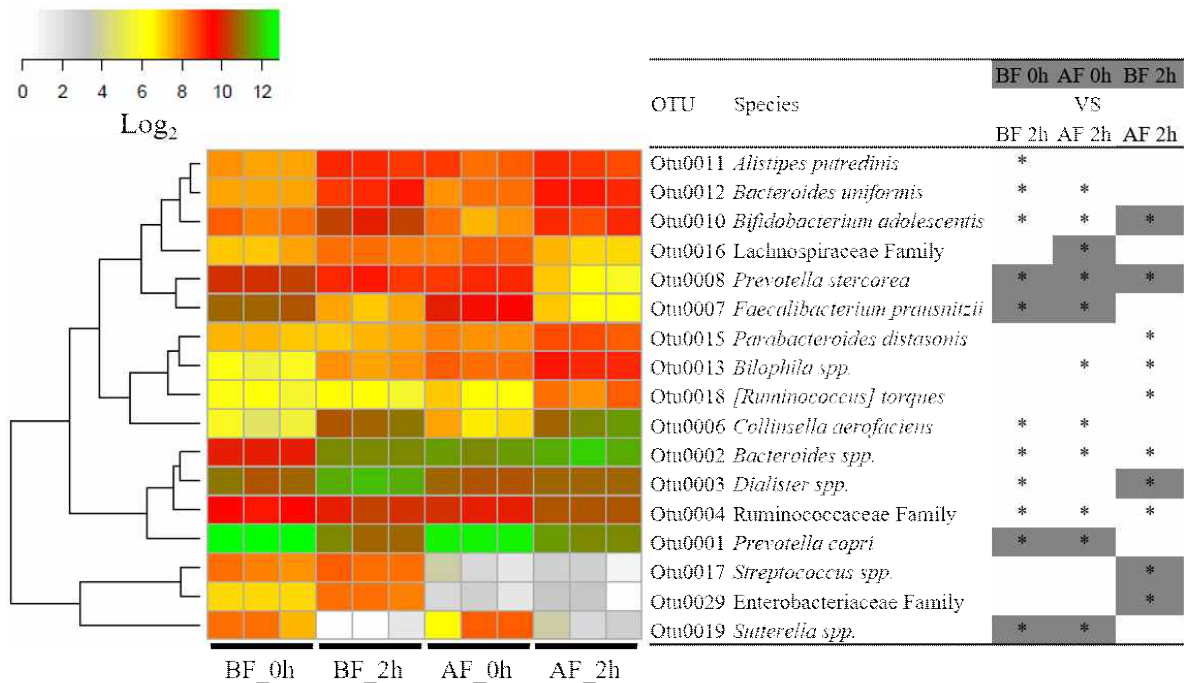 0 2 4 6 8 10 12
Log2
BF 0h AF 0h BF 2h
OTU Species VS
BF 2h AF 2h AF 2h
Otu0011 Alistipes putredinis *
Otu0012 Bacteroides uniformis * *
Otu0010 Bifidobacterium adolescentis * * *
Otu0016 Lachnospiraceae Family *
Otu0008 Prevotella stercorea * * *
Otu0007 Faecalibacterium prausnitzii * *
Otu0015 Parabacteroides distasonis *
Otu0013 Bilophila spp. * *
Otu0018 [Ruminococcus] torques *
Otu0006 Collinsella aerofaciens * *
Otu0002 Bacteroides spp. * * *
Otu0003 Dialister spp. * *
Otu0004 Ruminococcaceae Family * * *
Otu0001 Prevotella copri * *
Otu0017 Streptococcus spp. *
Otu0029 Enterobacteriaceae Family *
Otu0019 Sutterella spp. * *
BF_0h BF_2h AF_0h AF_2h